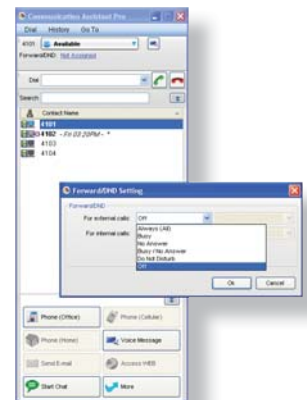 Communication Assistant Pro
Dial History Go To
4101 Available
Forward/DND: Not Assigned
Dial
Search
Contact Name
4101
4102 - Fri 03:20PM - *
4103
4104
Forward/DND Setting
Forward/DND
For external calls: Off
For internal calls:
Always (All)
Busy
No Answer
Busy / No Answer
Do Not Disturb
Off
Ok Cancel
Phone (Office) Phone (Cellular)
Phone (Home) Voice Message
Send E-mail Access WEB
Start Chat More